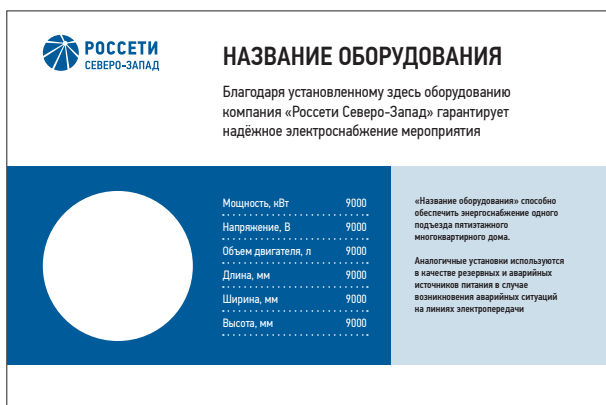 РОССЕТИ
СЕВЕРО-ЗАПАД
НАЗВАНИЕ ОБОРУДОВАНИЯ
Благодаря установленному здесь оборудованию
компания «Россети Северо-Запад» гарантирует
надёжное электроснабжение мероприятия
Мощность, кВт 9000
Напряжение, В 9000
Объем двигателя, л 9000
Длина, мм 9000
Ширина, мм 9000
Высота, мм 9000
«Название оборудования» способно
обеспечить энергоснабжение одного
подъезда пятиэтажного
многоквартирного дома.
Аналогичные установки используются
в качестве резервных и аварийных
источников питания в случае
возникновения аварийных ситуаций
на линиях электропередачи